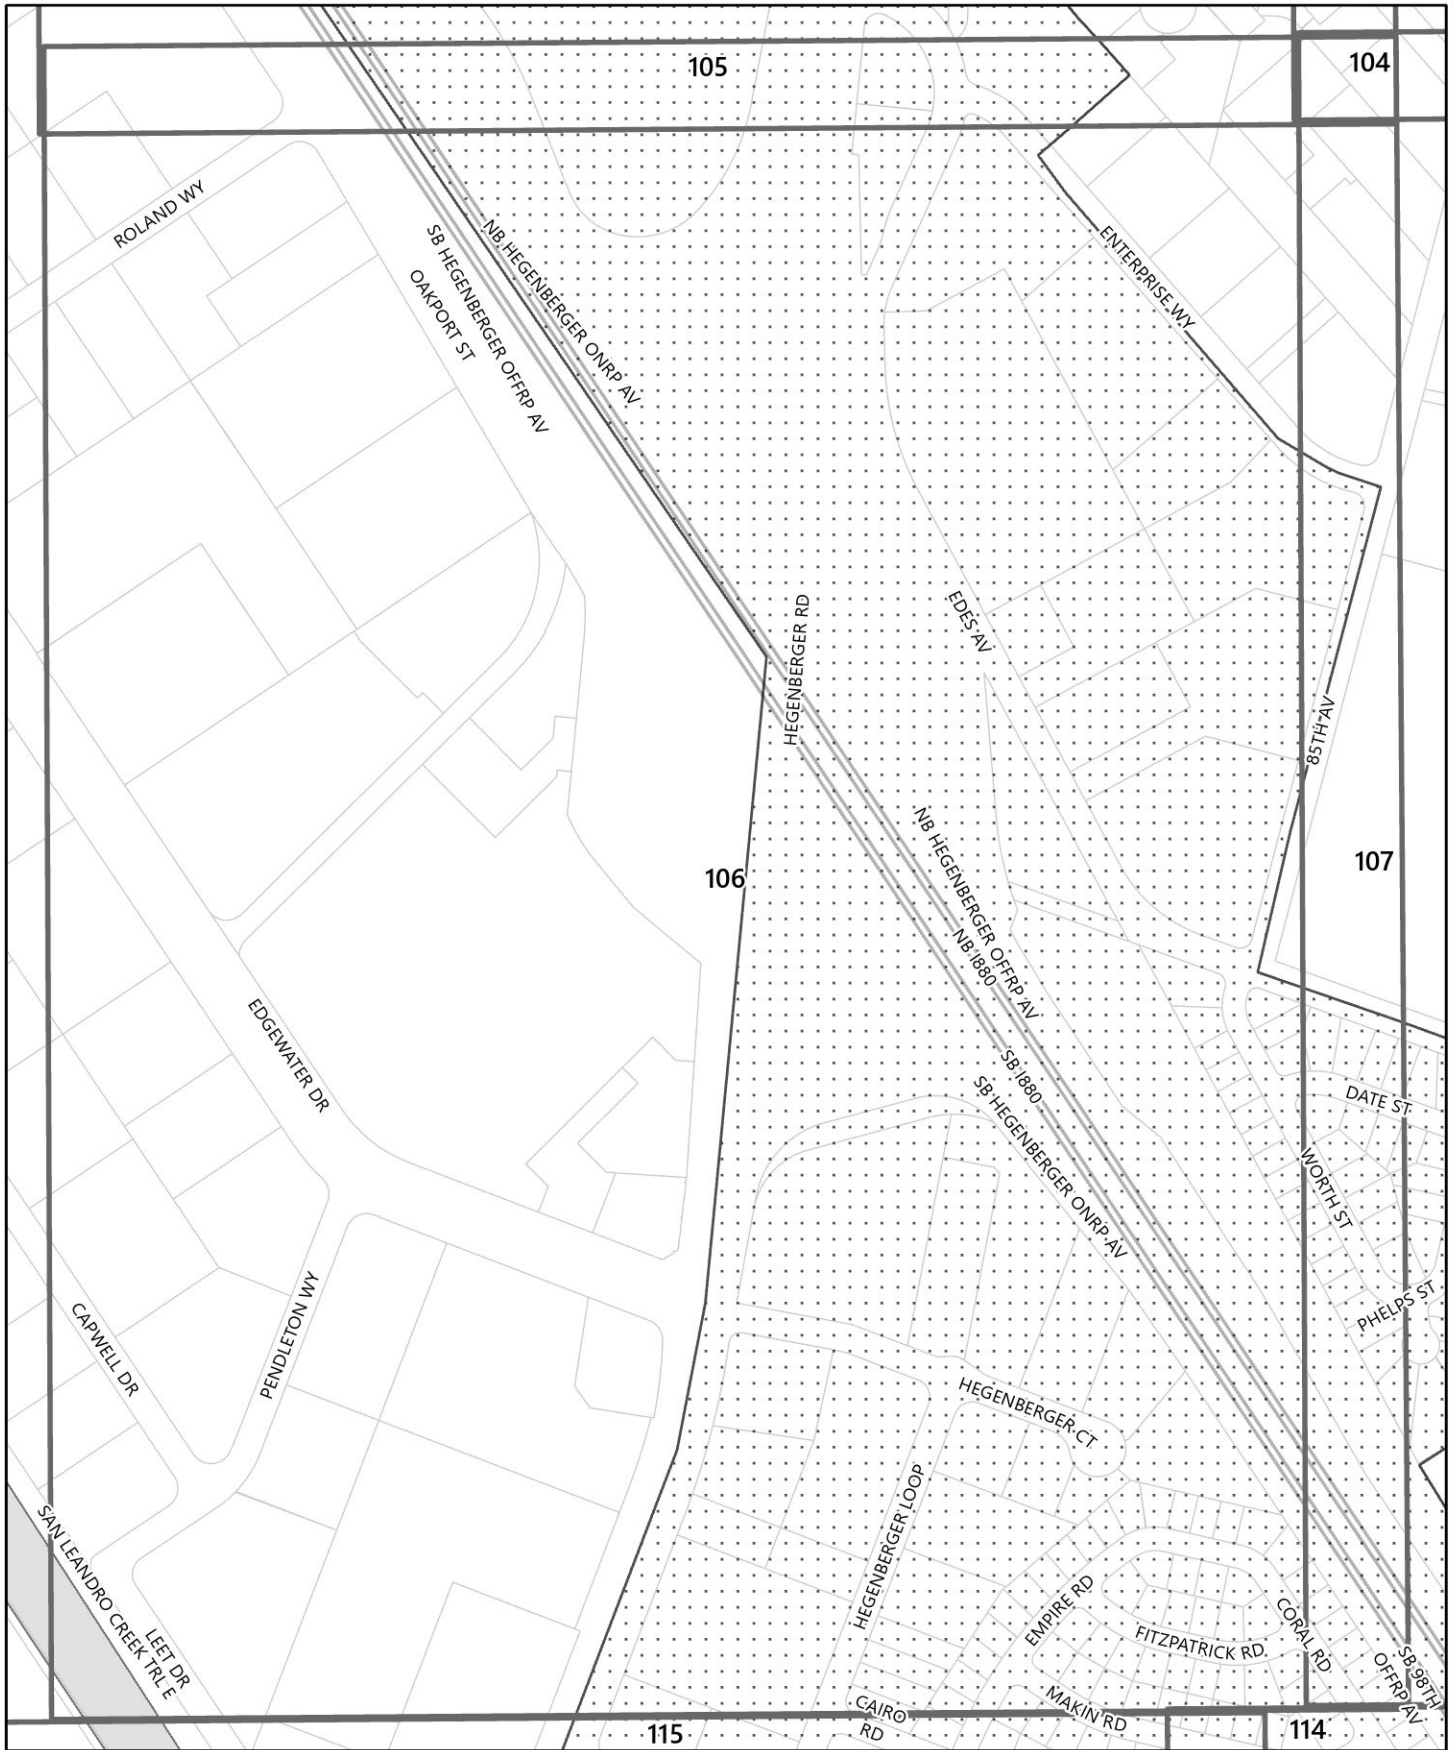 105
104
ROLAND WY
NB HEGENBERGER ONRP AV
SB HEGENBERGER OFFRP AV
OAKPORT ST
ENTERPRISE WY
HEGENBERGER RD
EDES AV
85TH AV
106
107
NB HEGENBERGER OFFRP AV
NB I880
SB I880
SB HEGENBERGER ONRP AV
EDGEWATER DR
DATE ST
WORTH ST
PHELPS ST
CAPWELL DR
PENDLETON WY
HEGENBERGER CT
HEGENBERGER LOOP
SAN LEANDRO CREEK TRL E
LEET DR
EMPIRE RD
FITZPATRICK RD
CORAL RD
SB 98TH
OFFRP AV
MAKIN RD
CAIRO
RD
115
114